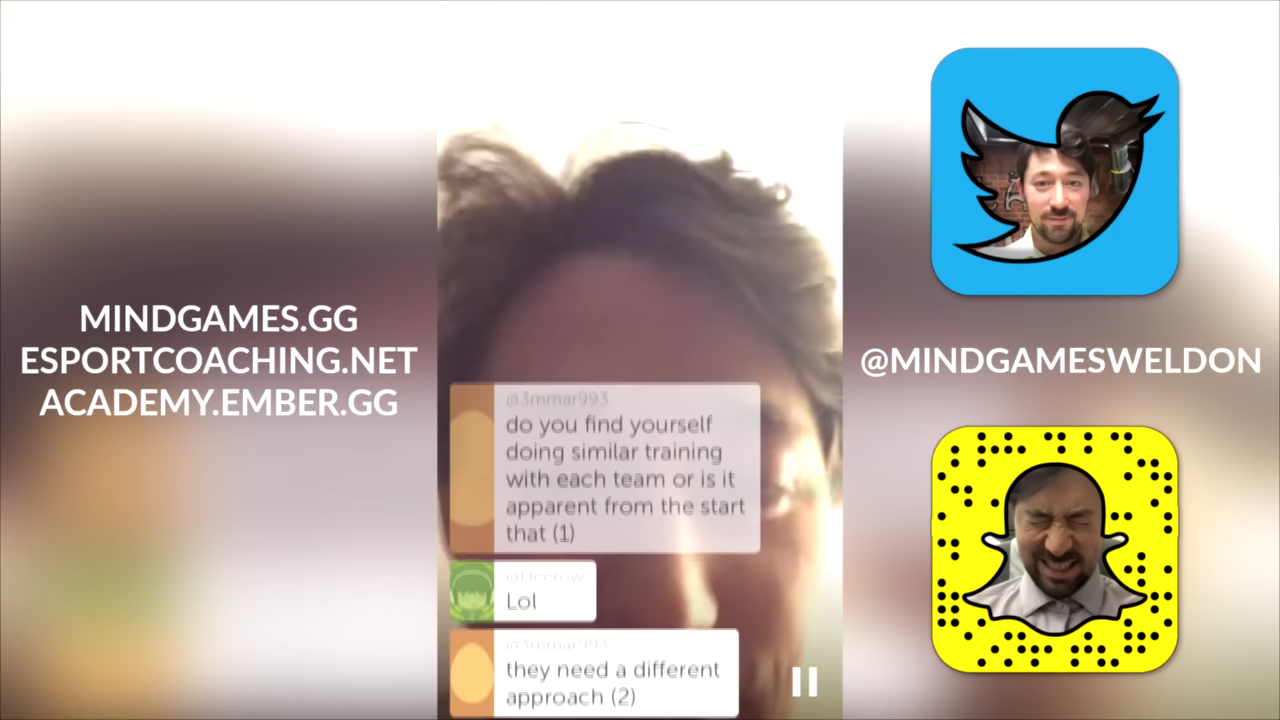 MINDGAMES.GG
ESPORTCOACHING.NET
ACADEMY.EMBER.GG
@3mmar993
do you find yourself
doing similar training
with each team or is it
apparent from the start
that (1)
Lol
@3mmar993
they need a different
approach (2)
@MINDGAMESWELDON